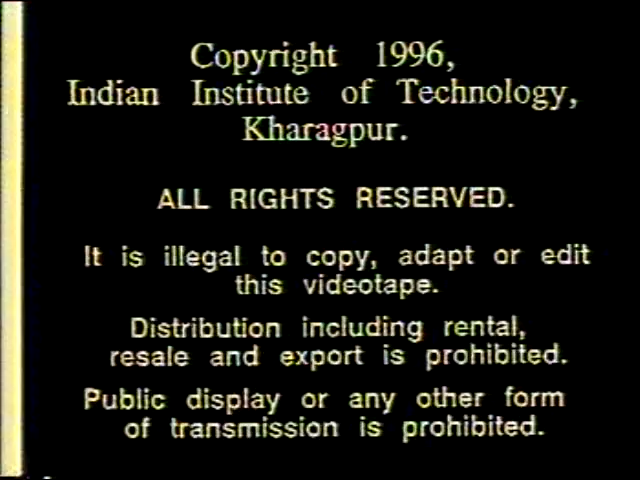 Copyright 1996,
Indian Institute of Technology,
Kharagpur.
ALL RIGHTS RESERVED.
It is illegal to copy, adapt or edit
this videotape.
Distribution including rental,
resale and export is prohibited.
Public display or any other form
of transmission is prohibited.